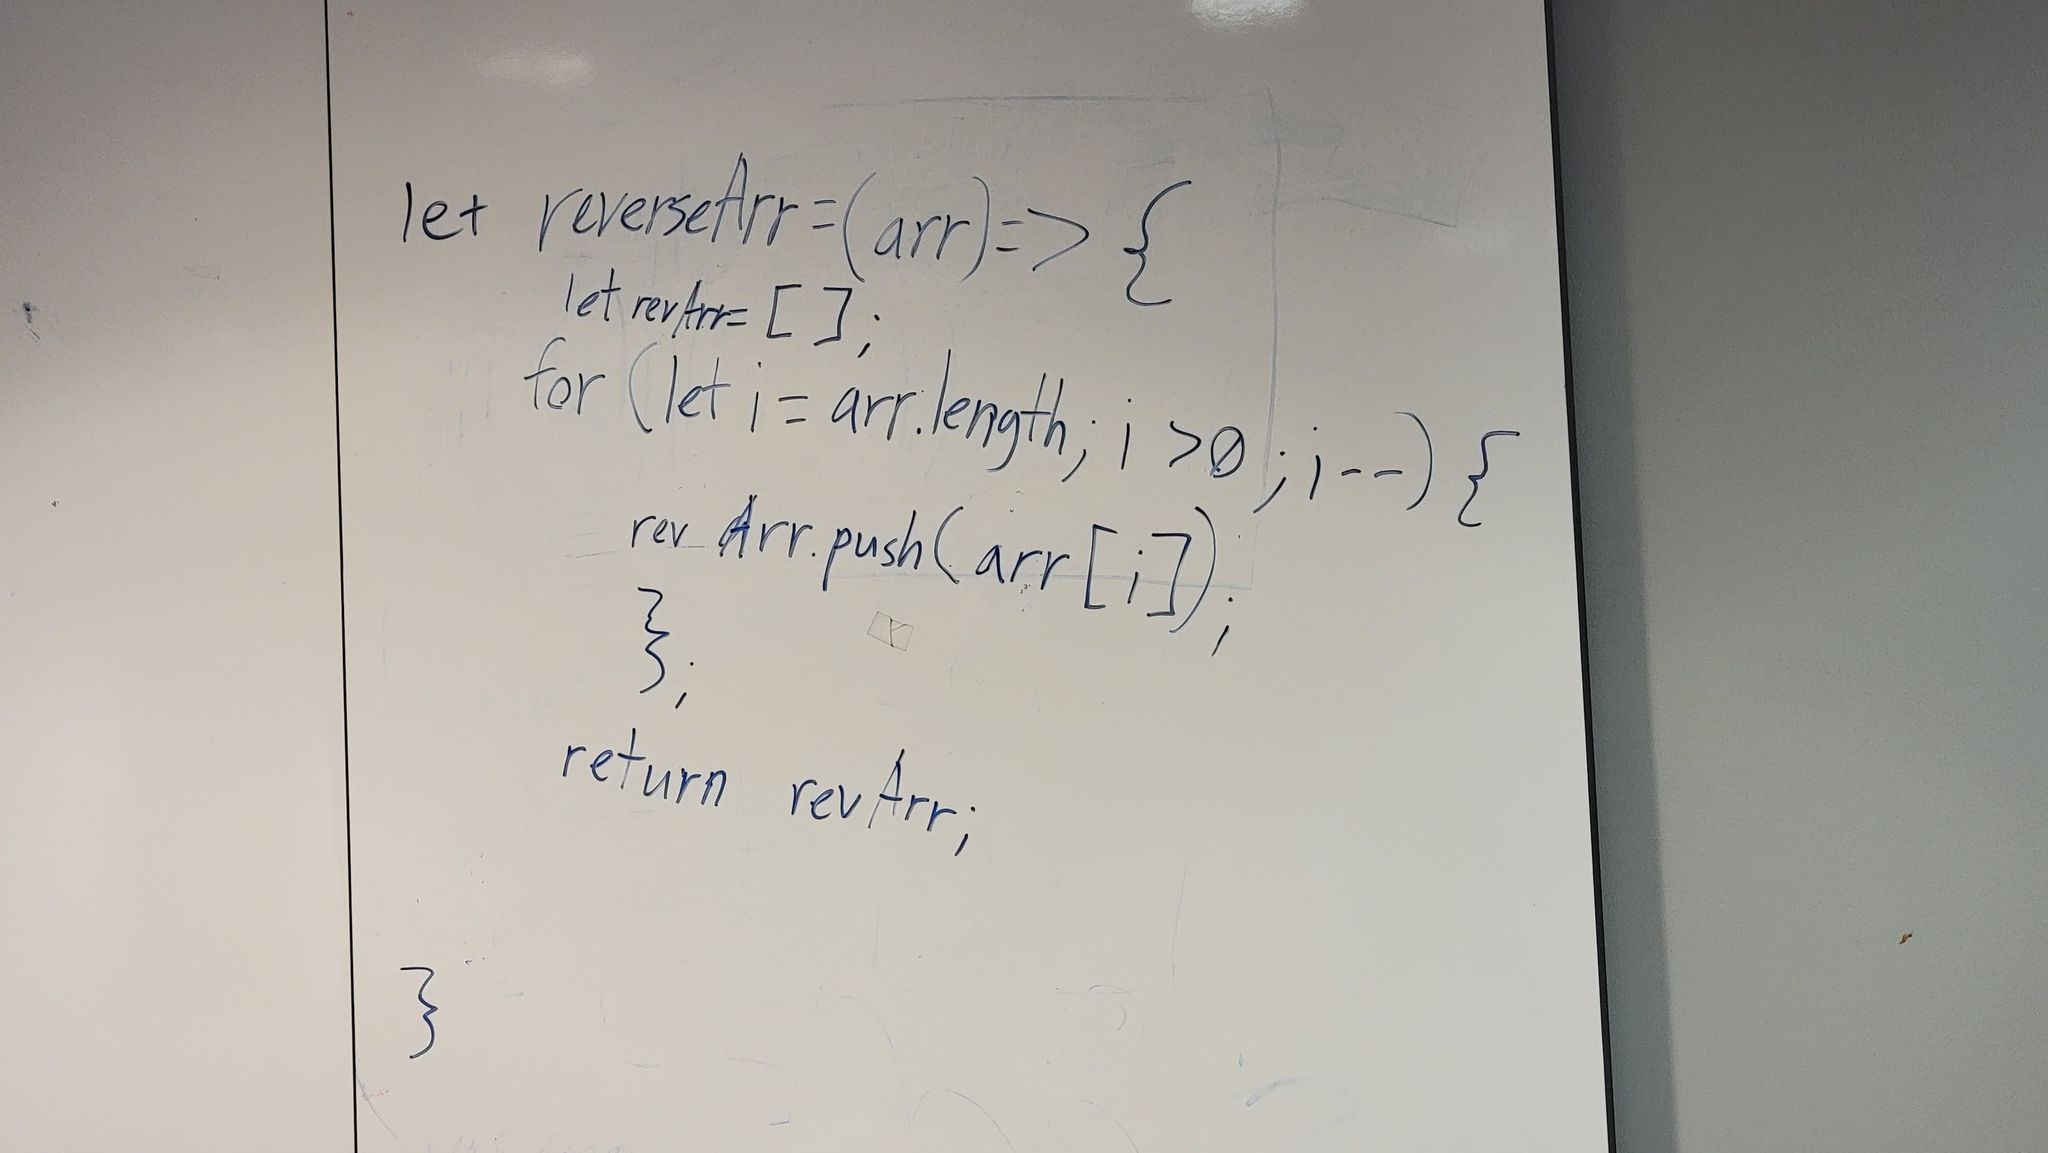 let reverseArr=(arr)=> {
let revArr= [ ];
for (let i= arr.length; i >0 ; i--) {
rev Arr.push(arr[i]);
};
return revArr;
}